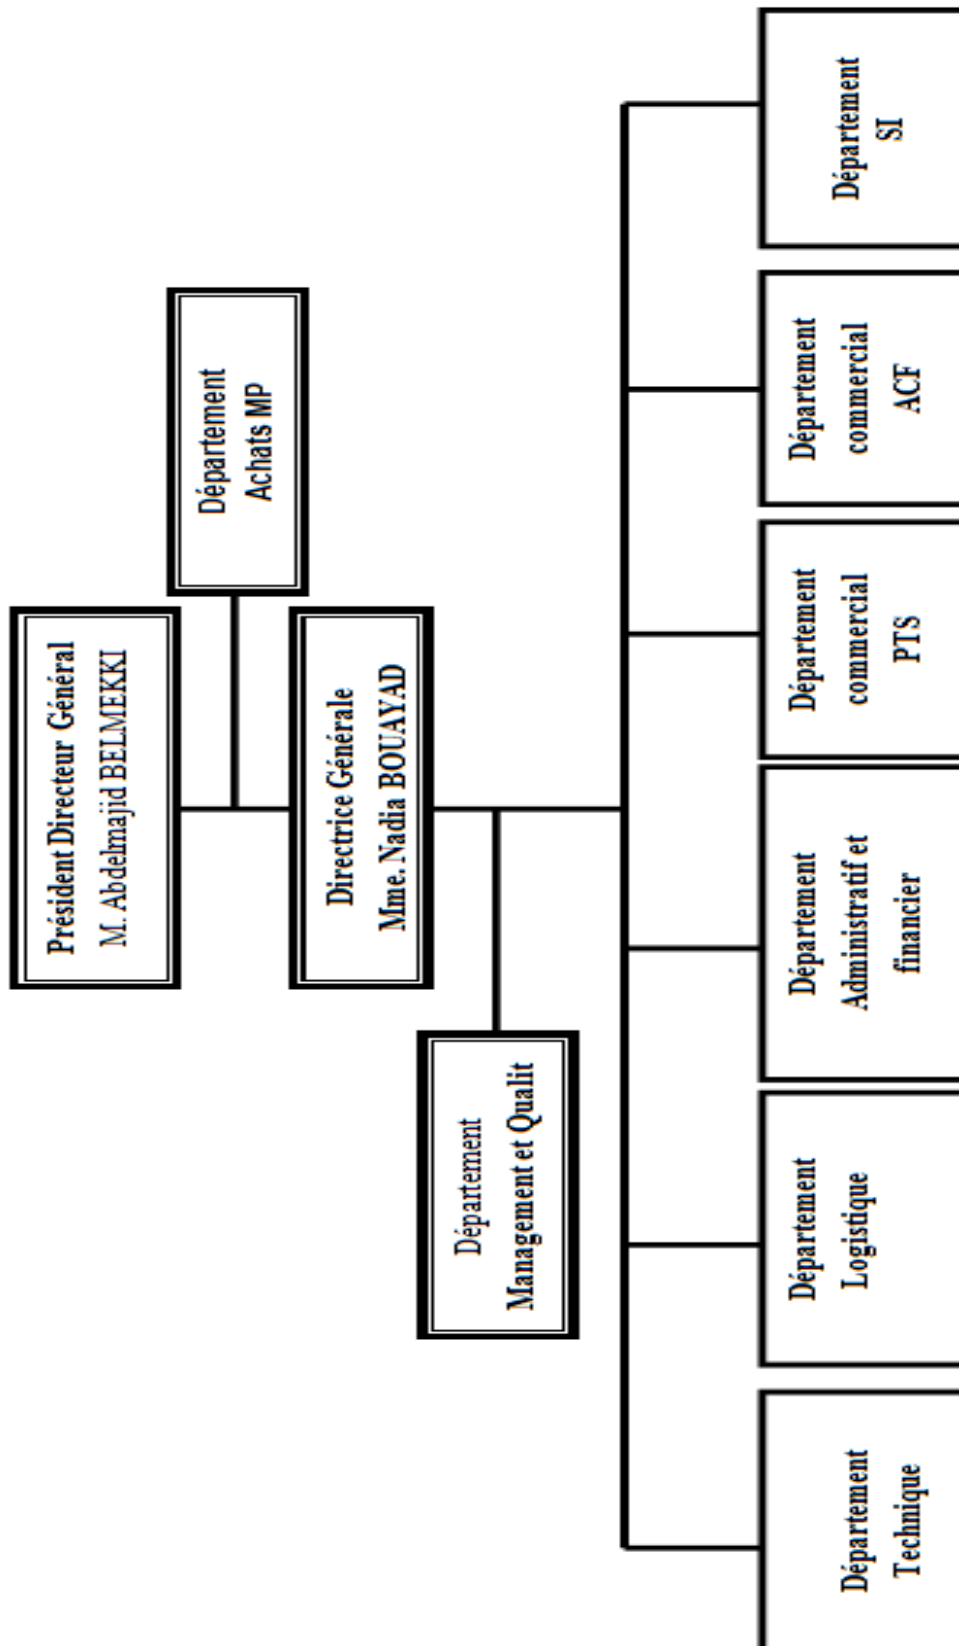 Président Directeur Général
M. Abdelmajid BELMEKKI
Département
Achats MP
Directrice Générale
Mme. Nadia BOUAYAD
Département
Management et Qualit
Département
Technique
Département
Logistique
Département
Administratif et
financier
Département
commercial
PTS
Département
commercial
ACF
Département
SI